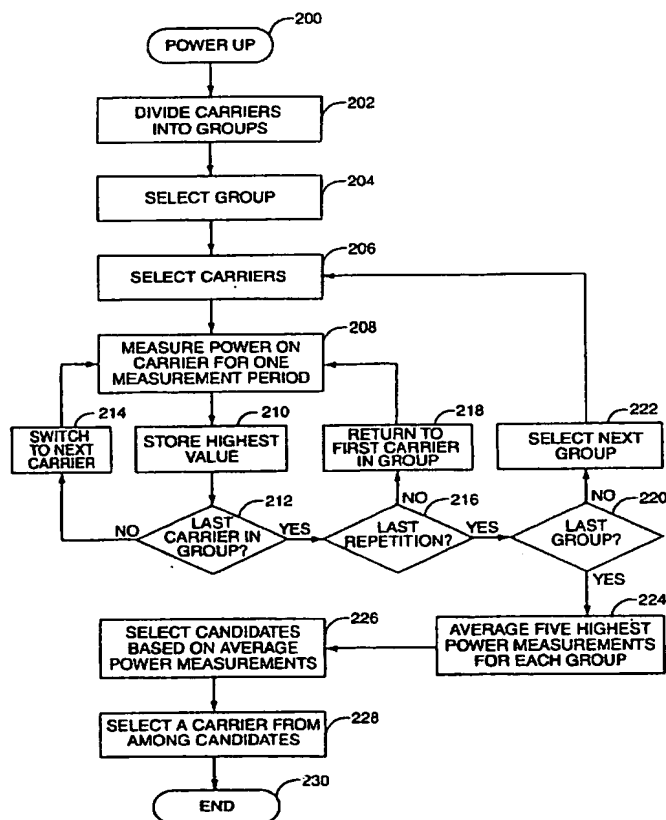 200
POWER UP
202
DIVIDE CARRIERS
INTO GROUPS
204
SELECT GROUP
206
SELECT CARRIERS
208
MEASURE POWER ON
CARRIER FOR ONE
MEASUREMENT PERIOD
214
SWITCH
TO NEXT
CARRIER
210
STORE HIGHEST
VALUE
218
RETURN TO
FIRST CARRIER
IN GROUP
222
SELECT NEXT
GROUP
212
LAST
CARRIER IN
GROUP?
NO
YES
216
LAST
REPETITION?
NO
YES
220
LAST
GROUP?
NO
YES
224
AVERAGE FIVE HIGHEST
POWER MEASUREMENTS
FOR EACH GROUP
226
SELECT CANDIDATES
BASED ON AVERAGE
POWER MEASUREMENTS
228
SELECT A CARRIER FROM
AMONG CANDIDATES
230
END